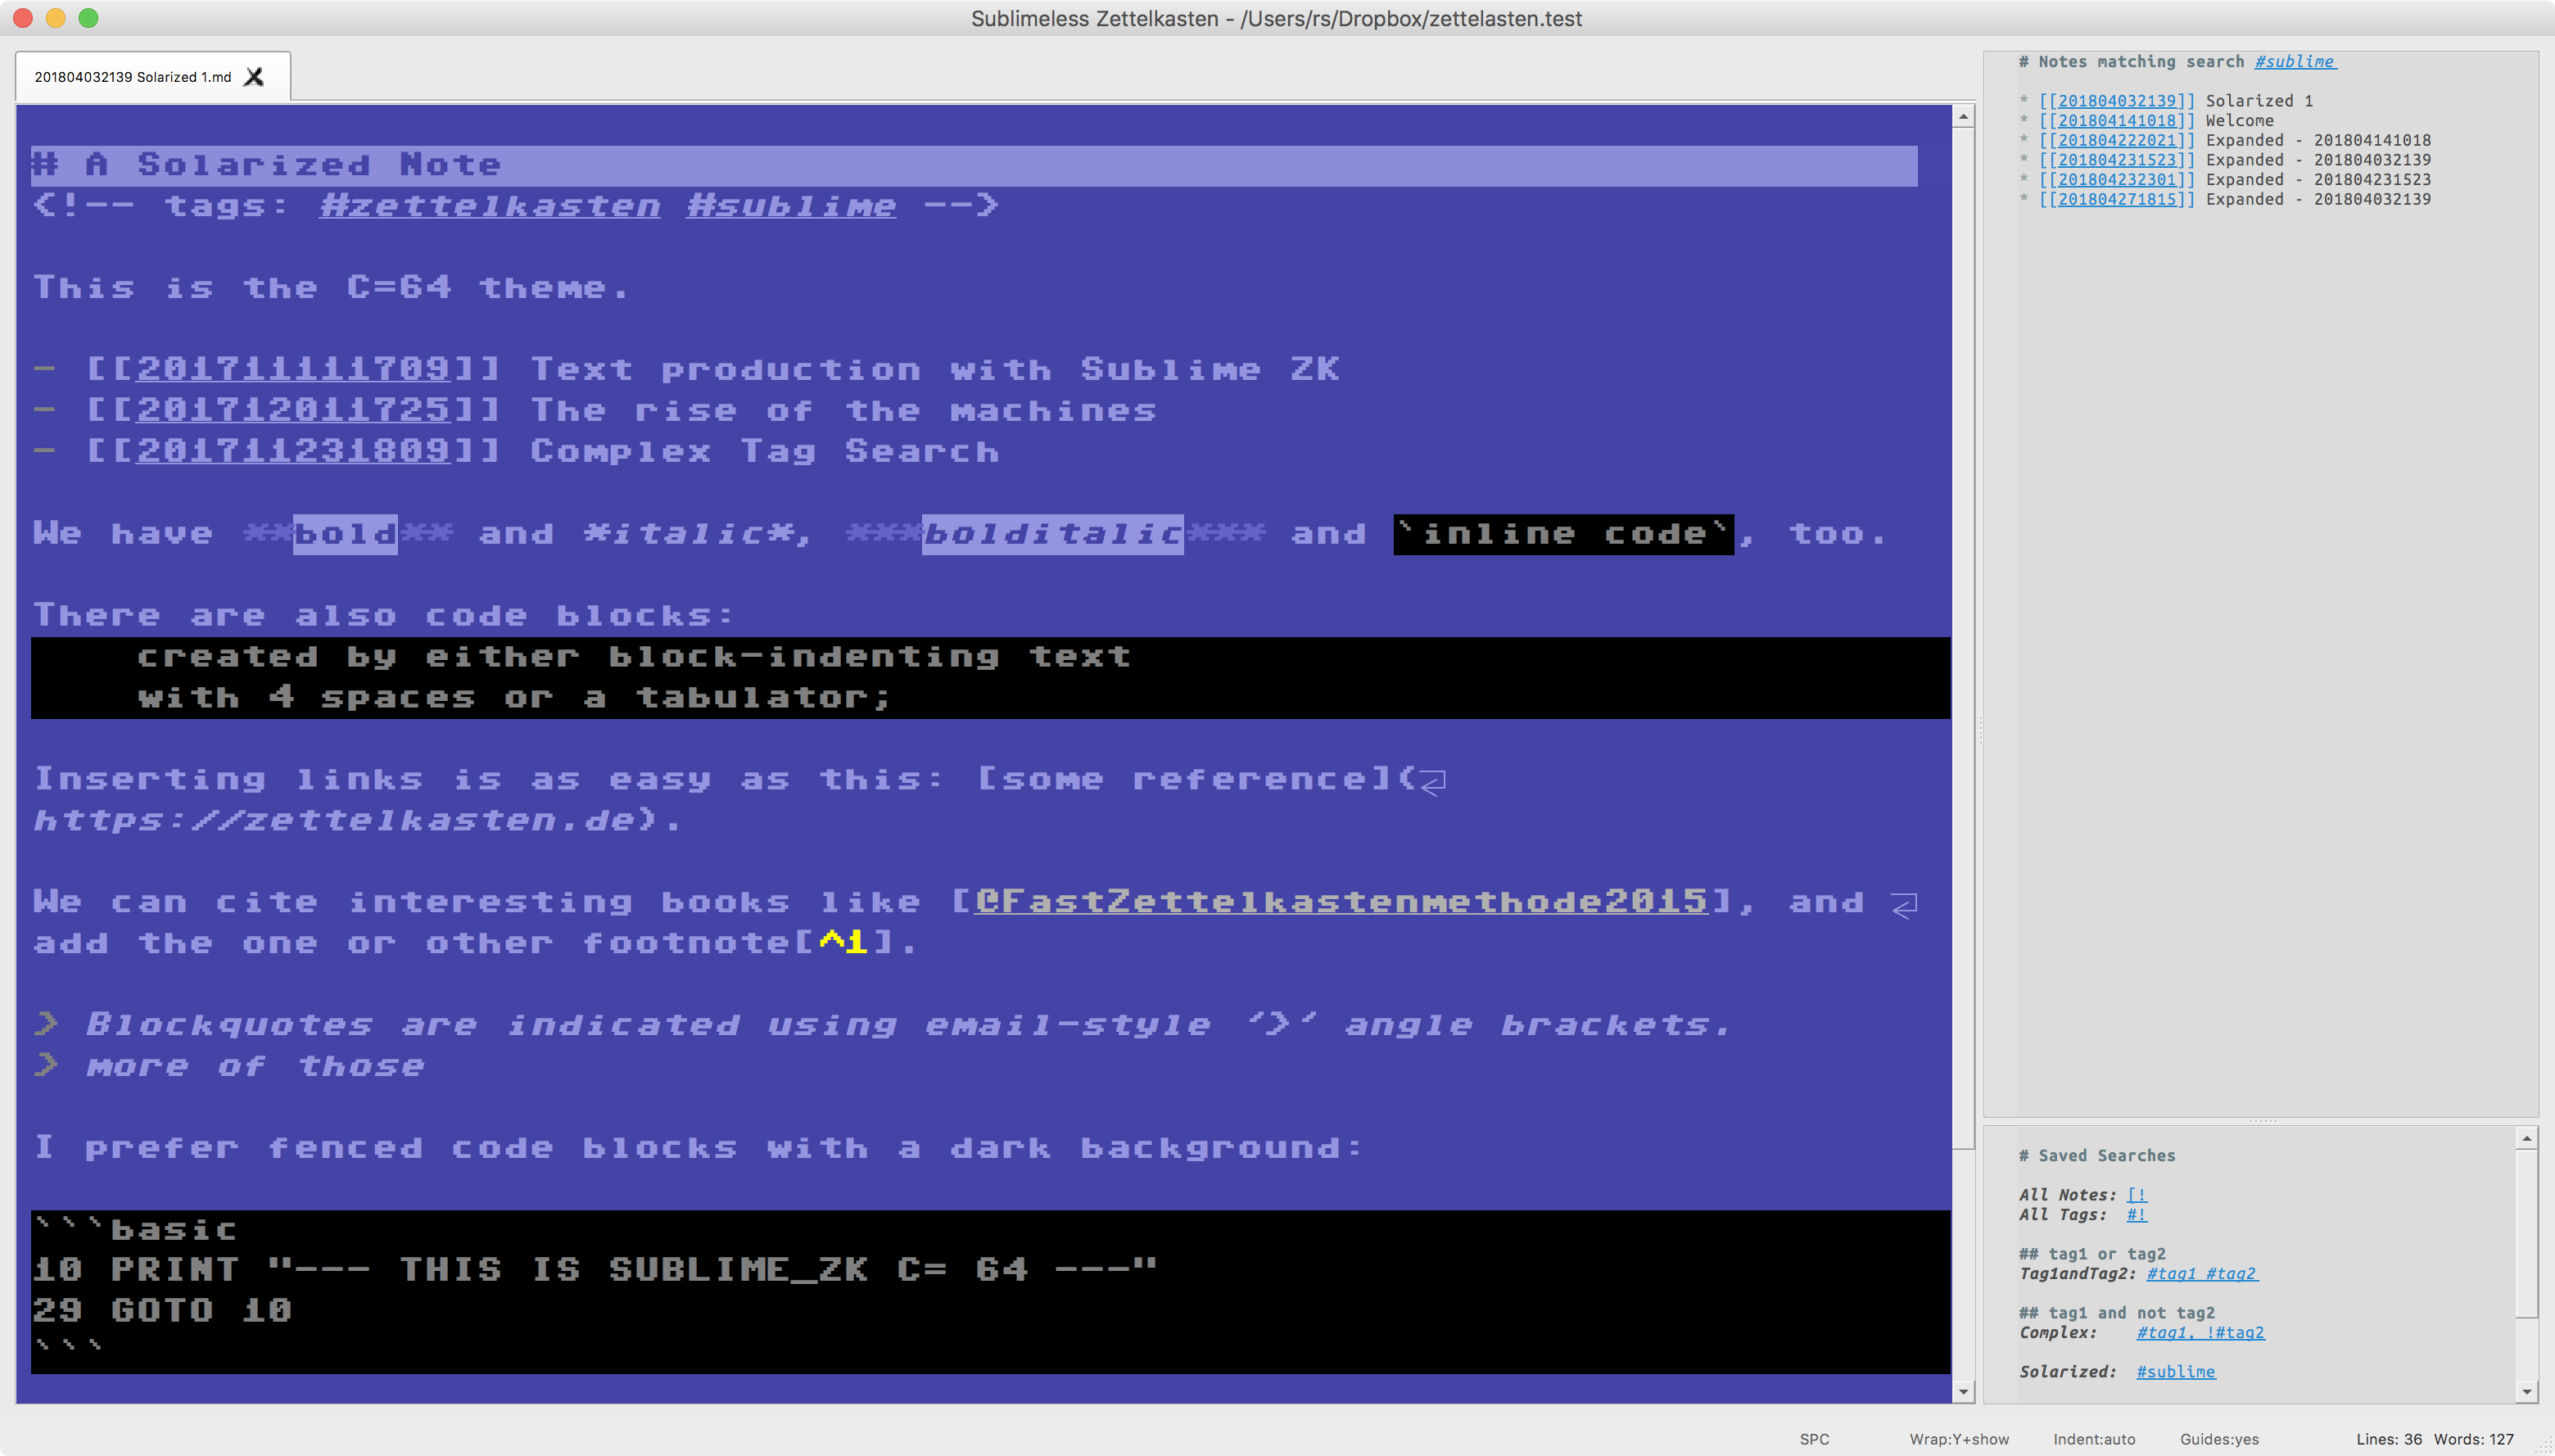 Sublimeless Zettelkasten - /Users/rs/Dropbox/zettelasten.test
201804032139 Solarized 1.md
# A Solarized Note
<!-- tags: #zettelkasten #sublime -->
This is the C=64 theme.
- [[201711111709]] Text production with Sublime ZK
- [[201712011725]] The rise of the machines
- [[201711231809]] Complex Tag Search
We have **bold** and *italic*, ***bolditalic*** and `inline code`, too.
There are also code blocks:
created by either block-indenting text
with 4 spaces or a tabulator;
Inserting links is as easy as this: [some reference](
https://zettelkasten.de).
We can cite interesting books like [@FastZettelkastenmethode2015], and
add the one or other footnote[^1].
> Blockquotes are indicated using email-style ‘>’ angle brackets.
> more of those
I prefer fenced code blocks with a dark background:
```basic
10 PRINT "--- THIS IS SUBLIME_ZK C= 64 ---"
29 GOTO 10
```
# Notes matching search #sublime
* [[201804032139]] Solarized 1
* [[201804141018]] Welcome
* [[201804222021]] Expanded - 201804141018
* [[201804231523]] Expanded - 201804032139
* [[201804232301]] Expanded - 201804231523
* [[201804271815]] Expanded - 201804032139
# Saved Searches
All Notes: [!
All Tags: #!
## tag1 or tag2
Tag1andTag2: #tag1 #tag2
## tag1 and not tag2
Complex: #tag1, !#tag2
Solarized: #sublime
SPC Wrap:Y+show Indent:auto Guides:yes Lines: 36 Words: 127